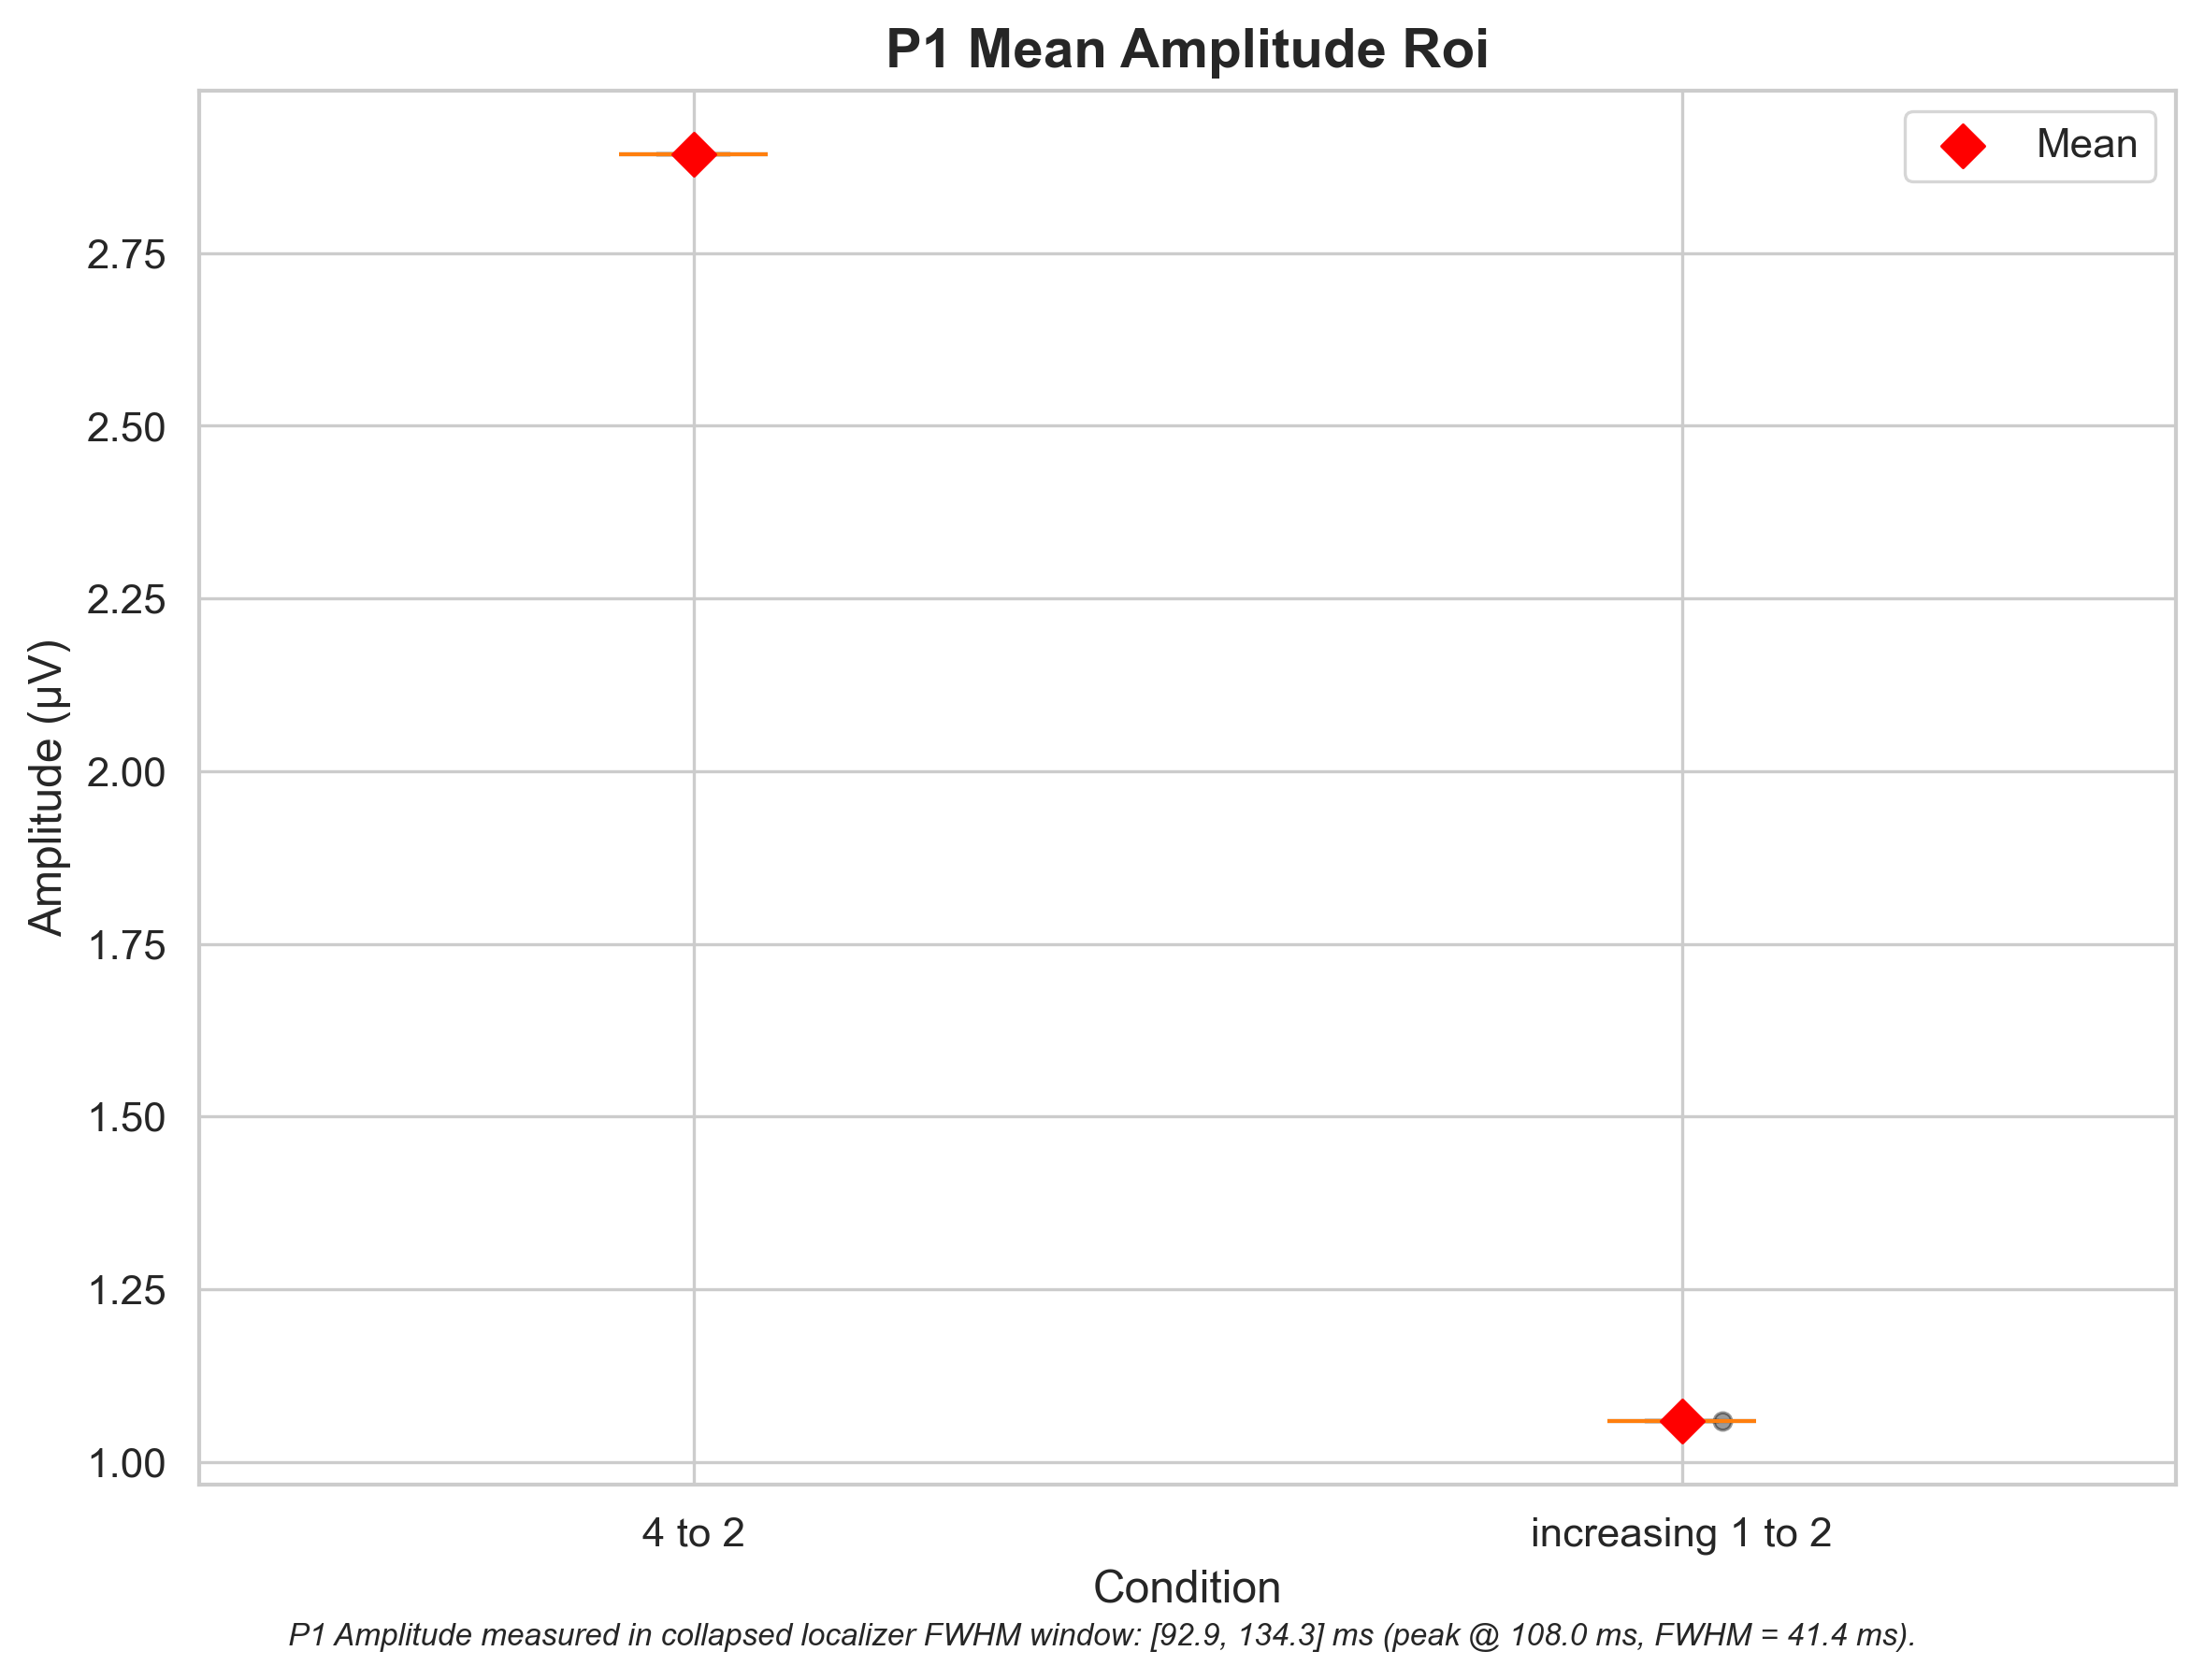 P1 Mean Amplitude Roi
Mean
Amplitude (µV)
2.75
2.50
2.25
2.00
1.75
1.50
1.25
1.00
4 to 2
increasing 1 to 2
Condition
P1 Amplitude measured in collapsed localizer FWHM window: [92.9, 134.3] ms (peak @ 108.0 ms, FWHM = 41.4 ms).